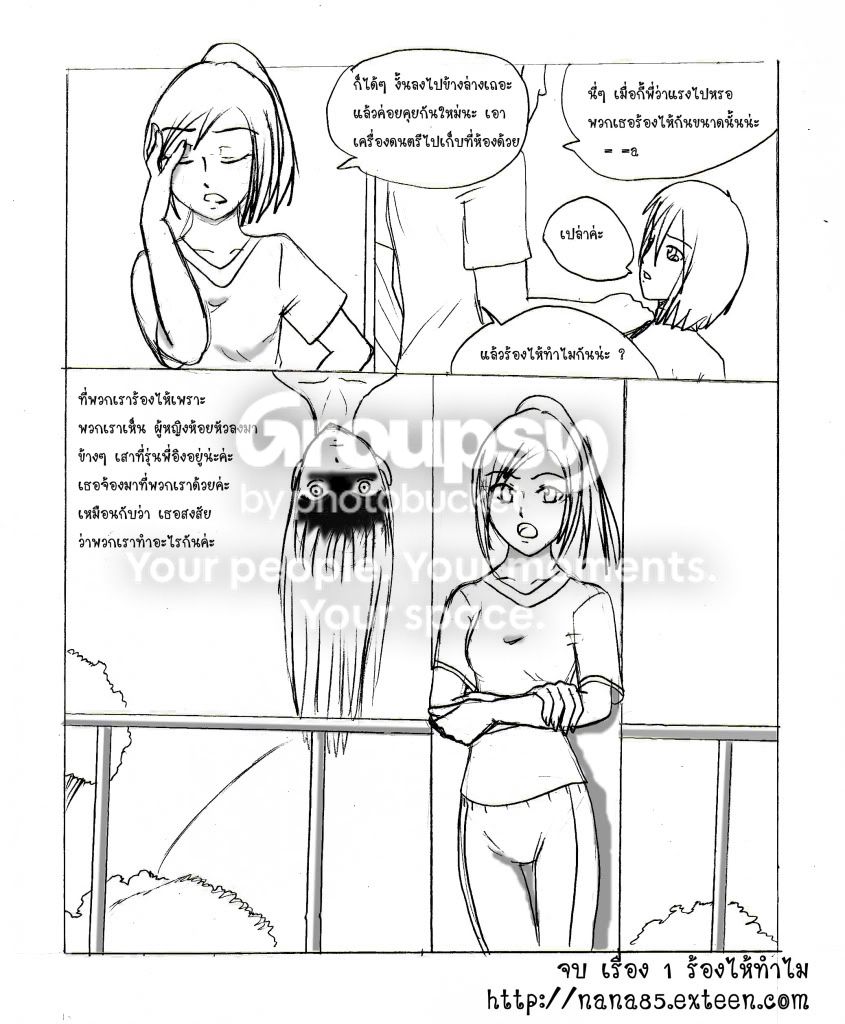 ก็ได้ๆ งั้นลงไปข้างล่างเถอะ
แล้วค่อยคุยกันใหม่นะ เอา
เครื่องดนตรีไปเก็บที่ห้องด้วย
นี่ๆ เมื่อกี้พี่ว่าแรงไปหรอ
พวกเธอร้องไห้กันขนาดนั้นน่ะ
= =a
เปล่าค่ะ
แล้วร้องไห้ทำไมกันน่ะ ?
ที่พวกเราร้องไห้เพราะ
พวกเราเห็น ผู้หญิงห้อยหัวลงมา
ข้างๆ เสาที่รุ่นพี่อิงอยู่น่ะค่ะ
เธอจ้องมาที่พวกเราด้วยค่ะ
เหมือนกับว่า เธอสงสัย
ว่าพวกเราทำอะไรกันค่ะ
Groupsy
by photobucket
Your people. Your moments.
Your space.
จบ เรื่อง 1 ร้องไห้ทำไม
http://nana85.exteen.com